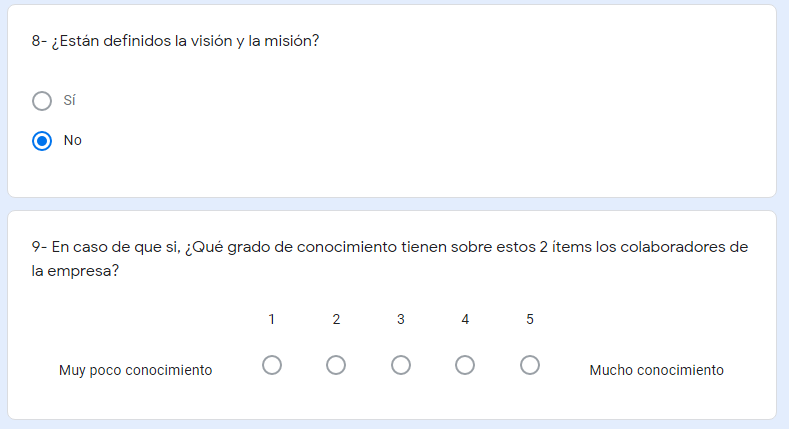 8- ¿Están definidos la visión y la misión?
Sí
No
9- En caso de que si, ¿Qué grado de conocimiento tienen sobre estos 2 ítems los colaboradores de
la empresa?
1 2 3 4 5
Muy poco conocimiento Mucho conocimiento